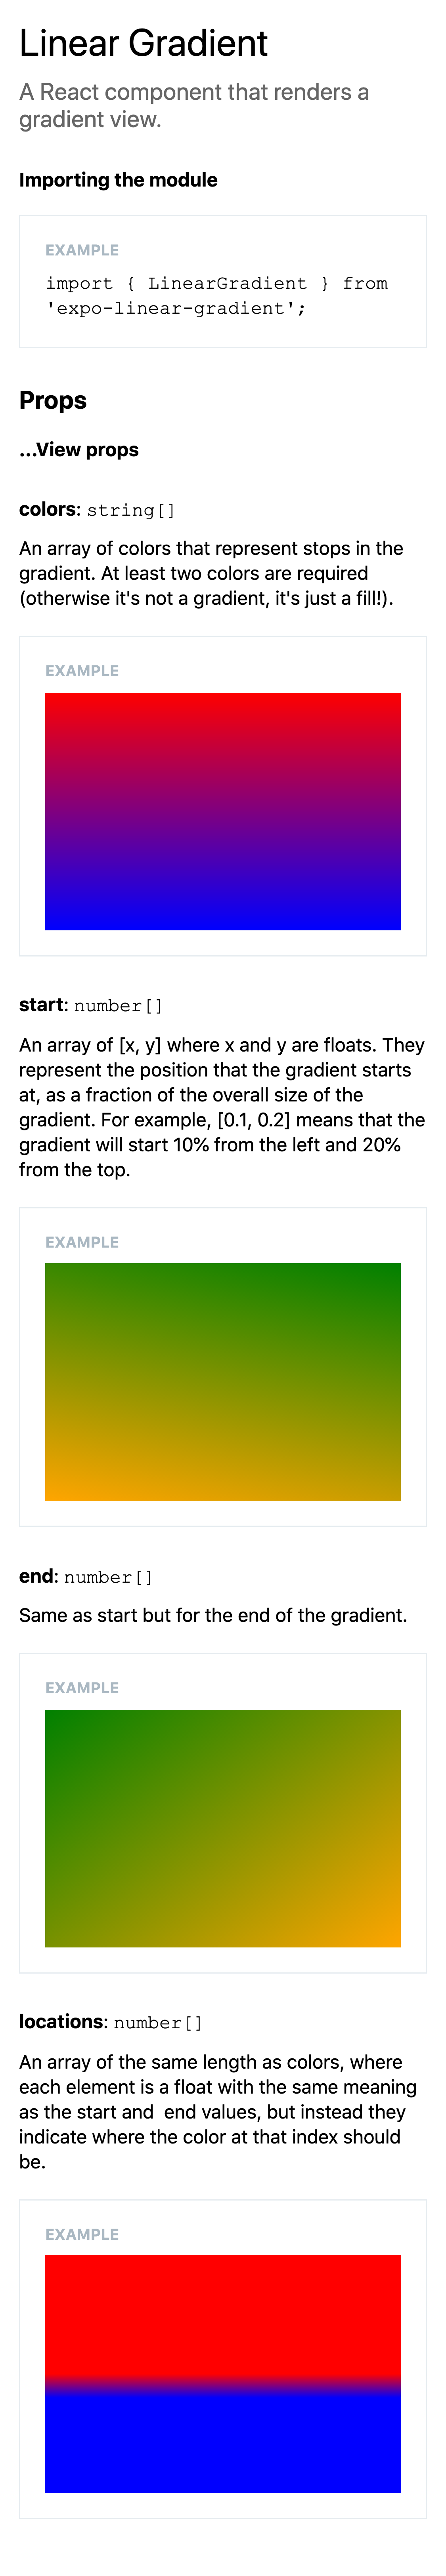 Linear Gradient
A React component that renders a
gradient view.
Importing the module
EXAMPLE
import { LinearGradient } from
'expo-linear-gradient';
Props
...View props
colors: string[]
An array of colors that represent stops in the
gradient. At least two colors are required
(otherwise it's not a gradient, it's just a fill!).
EXAMPLE
start: number[]
An array of [x, y] where x and y are floats. They
represent the position that the gradient starts
at, as a fraction of the overall size of the
gradient. For example, [0.1, 0.2] means that the
gradient will start 10% from the left and 20%
from the top.
EXAMPLE
end: number[]
Same as start but for the end of the gradient.
EXAMPLE
locations: number[]
An array of the same length as colors, where
each element is a float with the same meaning
as the start and  end values, but instead they
indicate where the color at that index should
be.
EXAMPLE